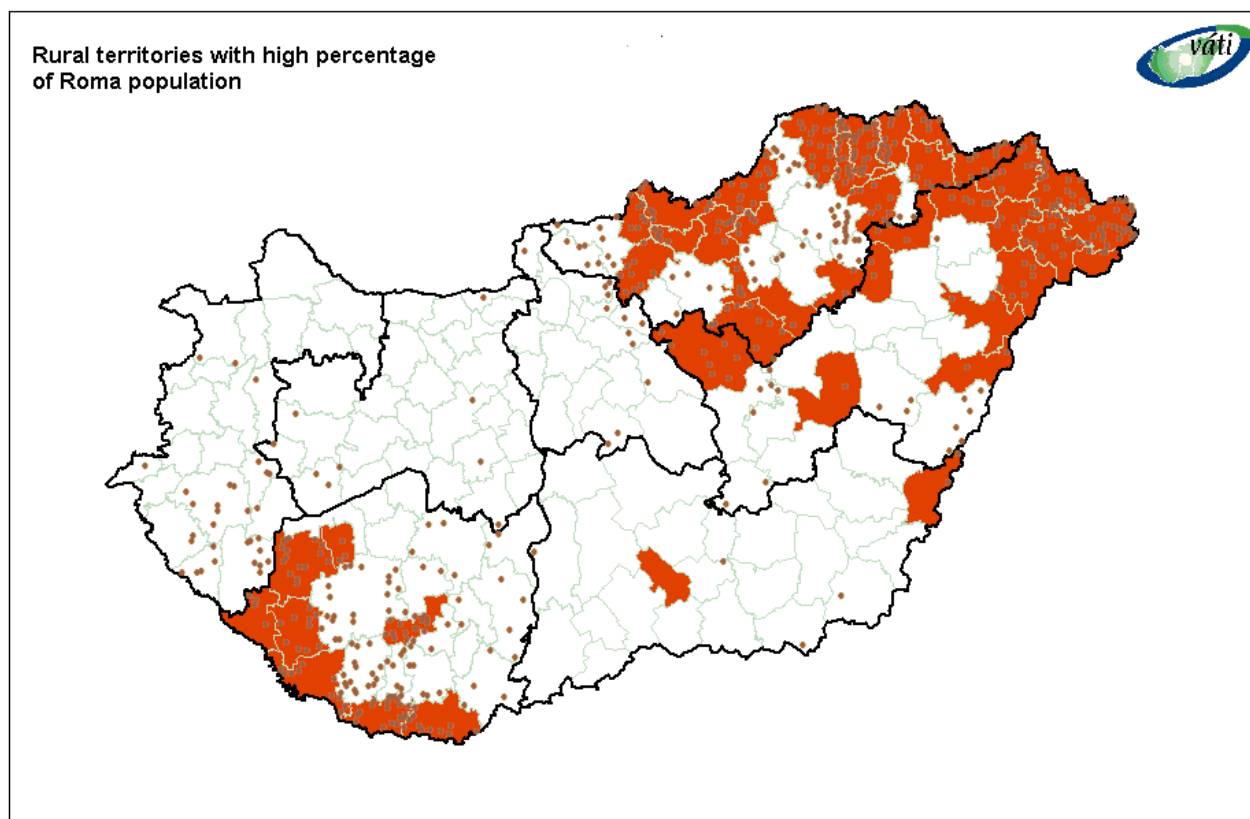 Rural territories with high percentage
of Roma population
váti